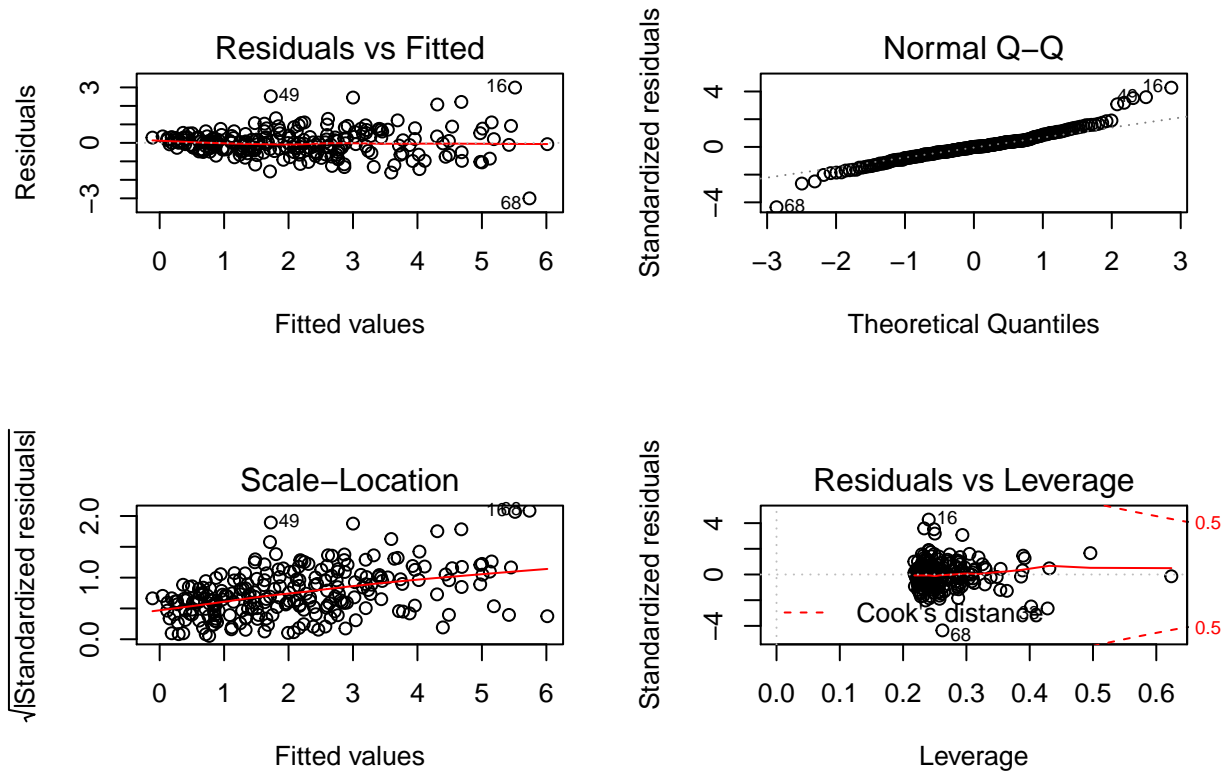 Residuals vs Fitted
Residuals
3
0
−3
49
16
68
0 1 2 3 4 5 6
Fitted values
Normal Q−Q
Standardized residuals
4
0
−4
49
16
68
−3 −2 −1 0 1 2 3
Theoretical Quantiles
Scale−Location
√|Standardized residuals|
2.0
1.0
0.0
49
16
68
0 1 2 3 4 5 6
Fitted values
Residuals vs Leverage
Standardized residuals
4
0
−4
16
68
Cook's distance
0.5
0.5
0.0 0.1 0.2 0.3 0.4 0.5 0.6
Leverage